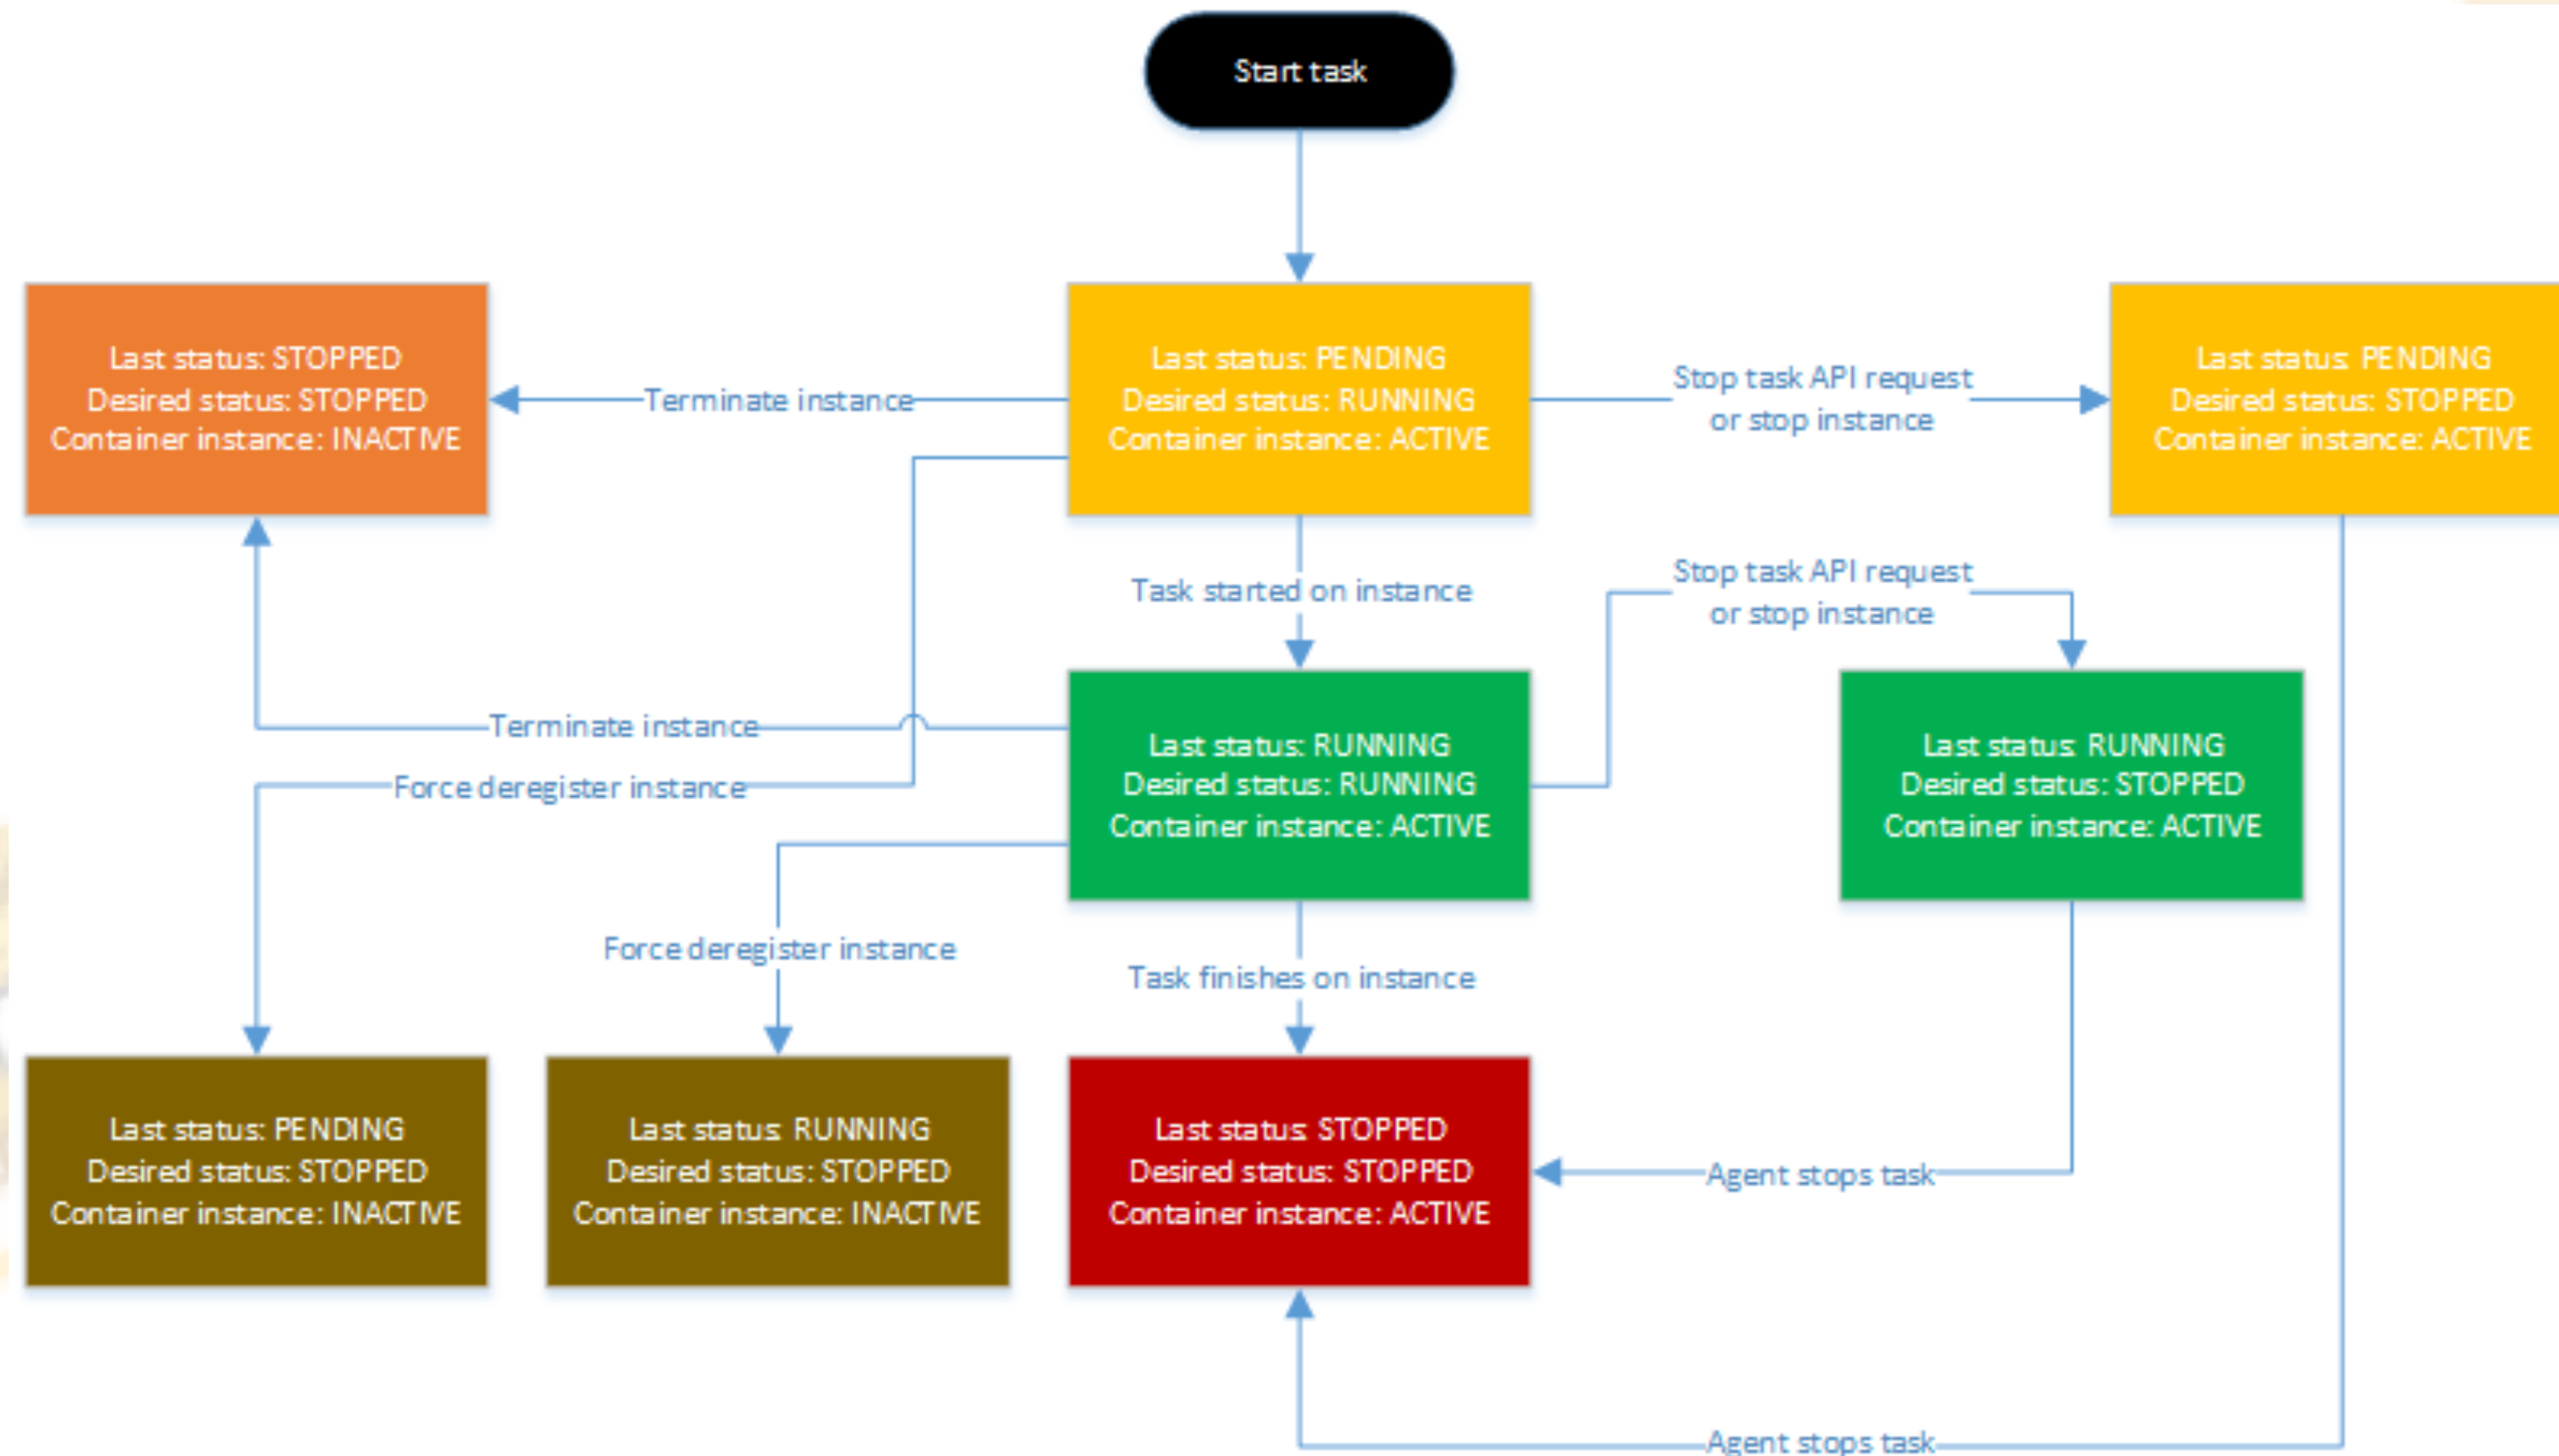 Start task
Last status: STOPPED
Desired status: STOPPED
Container instance: INACTIVE
Terminate instance
Last status: PENDING
Desired status: RUNNING
Container instance: ACTIVE
Stop task API request
or stop instance
Last status: PENDING
Desired status: STOPPED
Container instance: ACTIVE
Task started on instance
Stop task API request
or stop instance
Terminate instance
Force deregister instance
Last status: RUNNING
Desired status: RUNNING
Container instance: ACTIVE
Last status: RUNNING
Desired status: STOPPED
Container instance: ACTIVE
Force deregister instance
Task finishes on instance
Last status: PENDING
Desired status: STOPPED
Container instance: INACTIVE
Last status: RUNNING
Desired status: STOPPED
Container instance: INACTIVE
Last status: STOPPED
Desired status: STOPPED
Container instance: ACTIVE
Agent stops task
Agent stops task